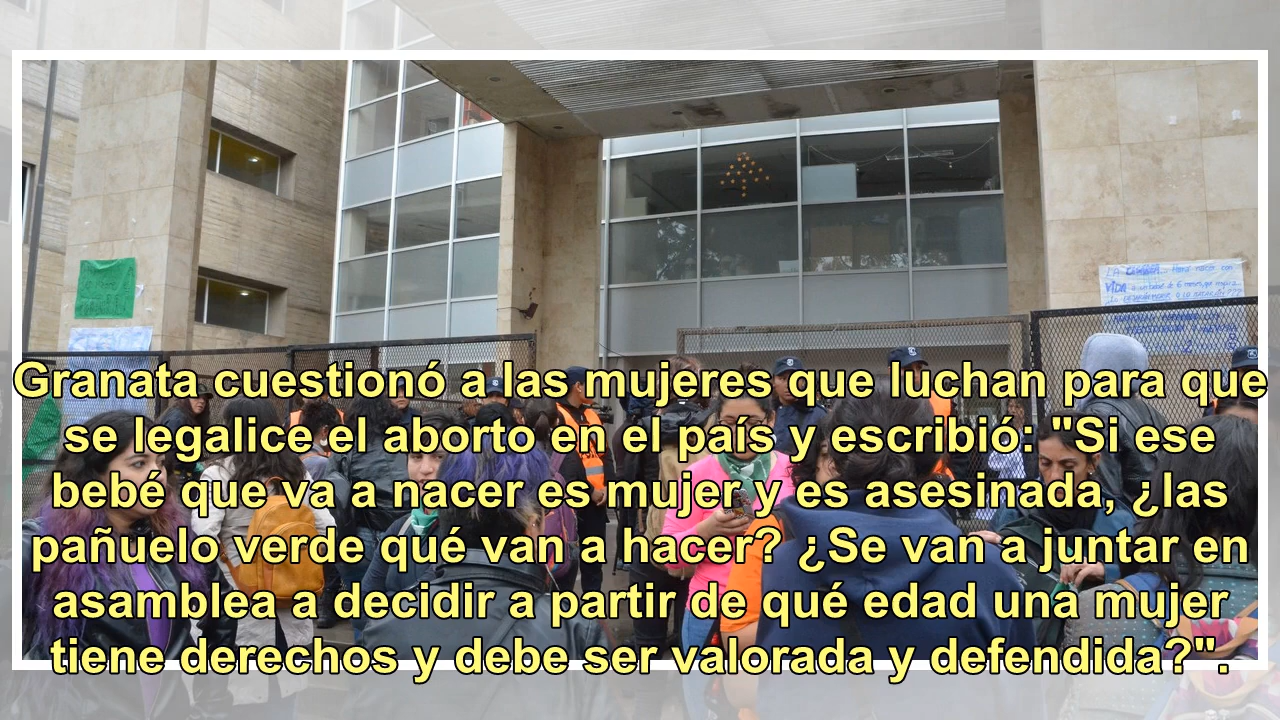 LA
VIDA
Granata cuestionó a las mujeres que luchan para que
se legalice el aborto en el país y escribió: "Si ese
bebé que va a nacer es mujer y es asesinada, ¿las
pañuelo verde qué van a hacer? ¿Se van a juntar en
asamblea a decidir a partir de qué edad una mujer
tiene derechos y debe ser valorada y defendida?".